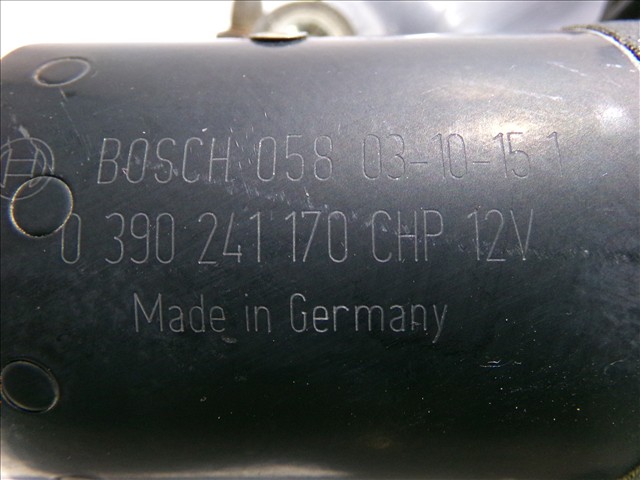 BOSCH 058 03-10-15 1
0 390 241 170 CHP 12V
Made in Germany